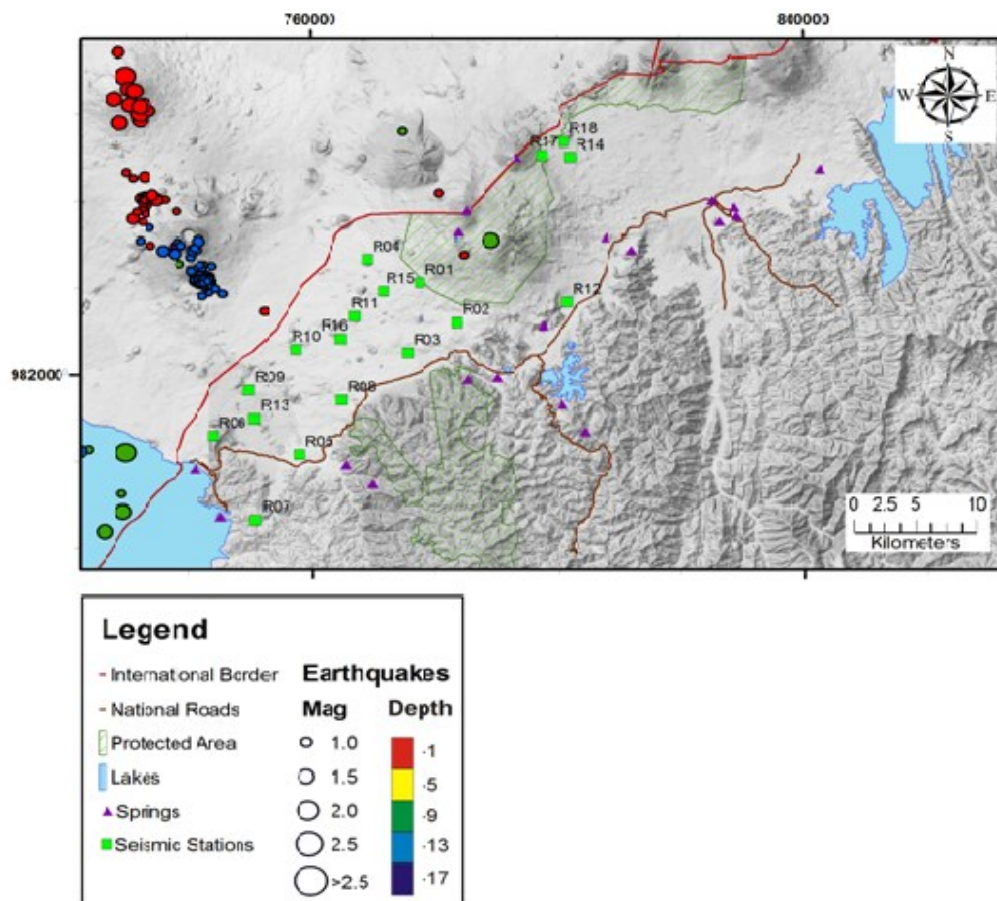 760000 840000
N
W E
S
R18
R17 R14
R04
R15 R01
R11 R12
R02
R16
R10 R03
982000
R09 R08
R13
R06
R05
R07
0 2.5 5 10
Kilometers
Legend
International Border
National Roads
Protected Area
Lakes
Springs
Seismic Stations
Earthquakes
Mag
1.0
1.5
2.0
2.5
>2.5
Depth
-1
-5
-9
-13
-17